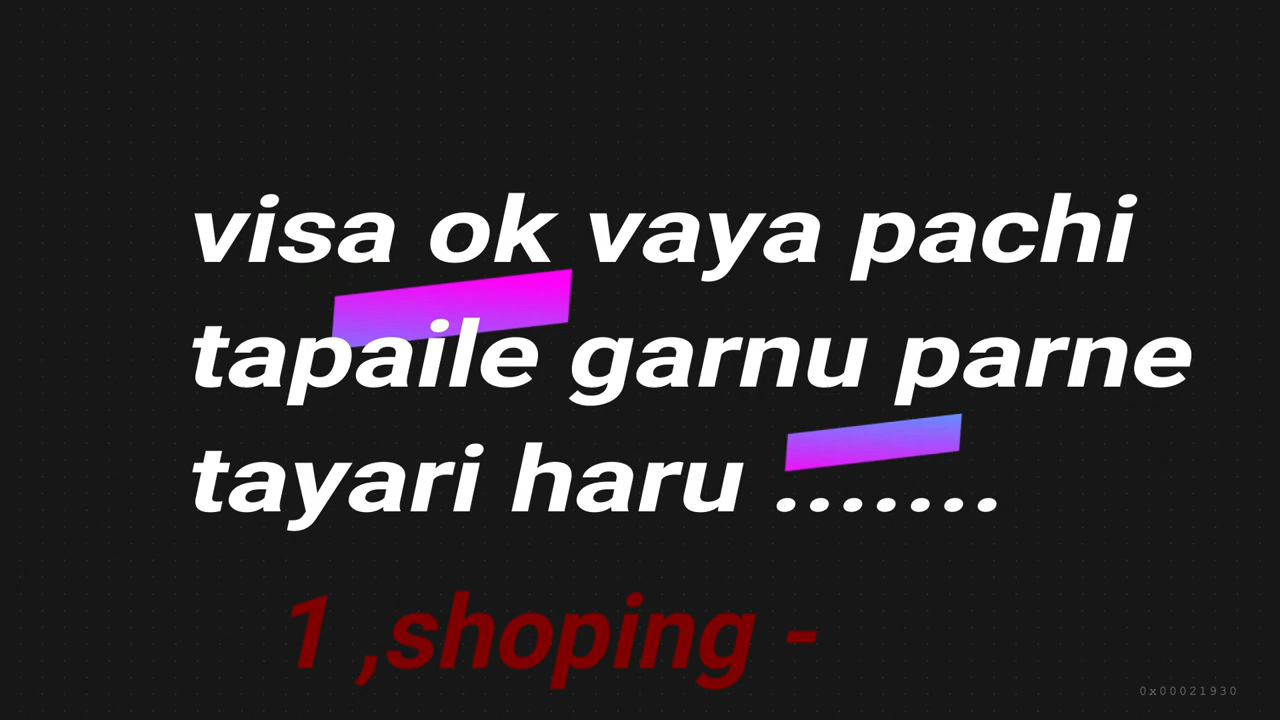 visa ok vaya pachi
tapaile garnu parne
tayari haru .......
1 ,shoping -
0x00021930